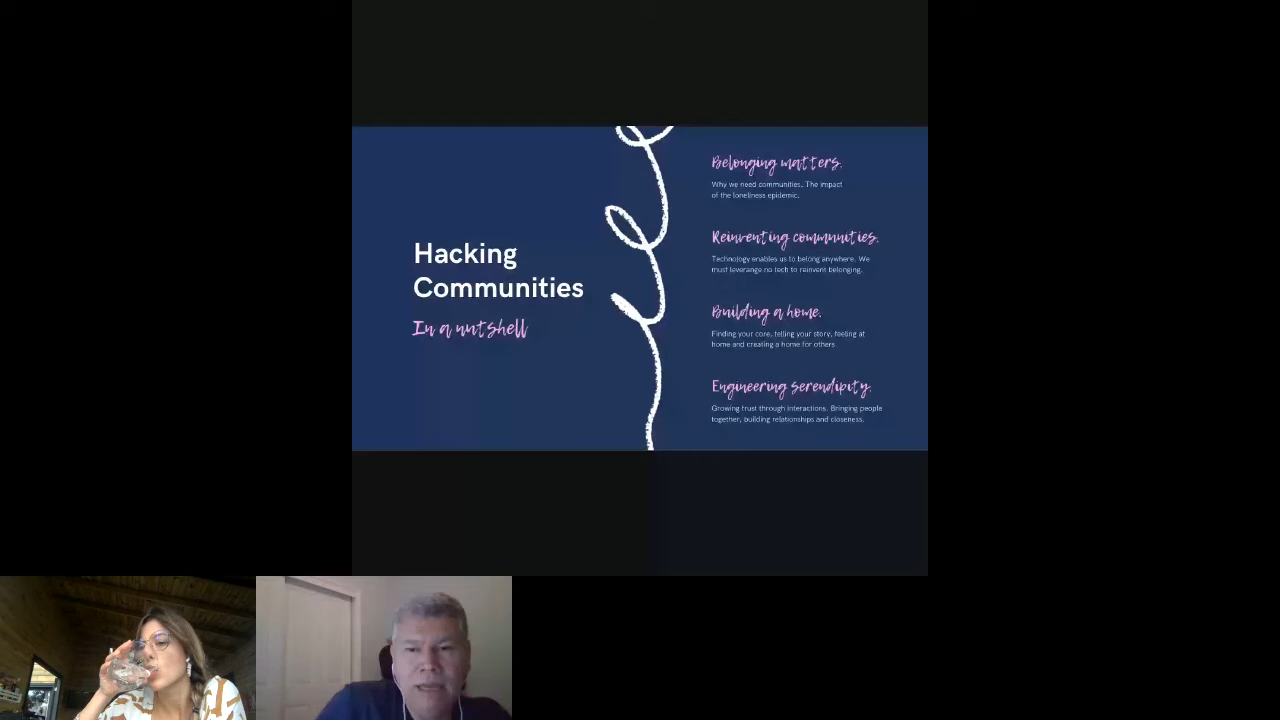 Hacking
Communities
In a nutshell
Belonging matters.
Why we need communities. The impact
of the loneliness epidemic.
Reinventing communities.
Technology enables us to belong anywhere. We
must leverange no tech to reinvent belonging.
Building a home.
Finding your core, telling your story, feeling at
home and creating a home for others
Engineering serendipity.
Growing trust through interactions. Bringing people
together, building relationships and closeness.